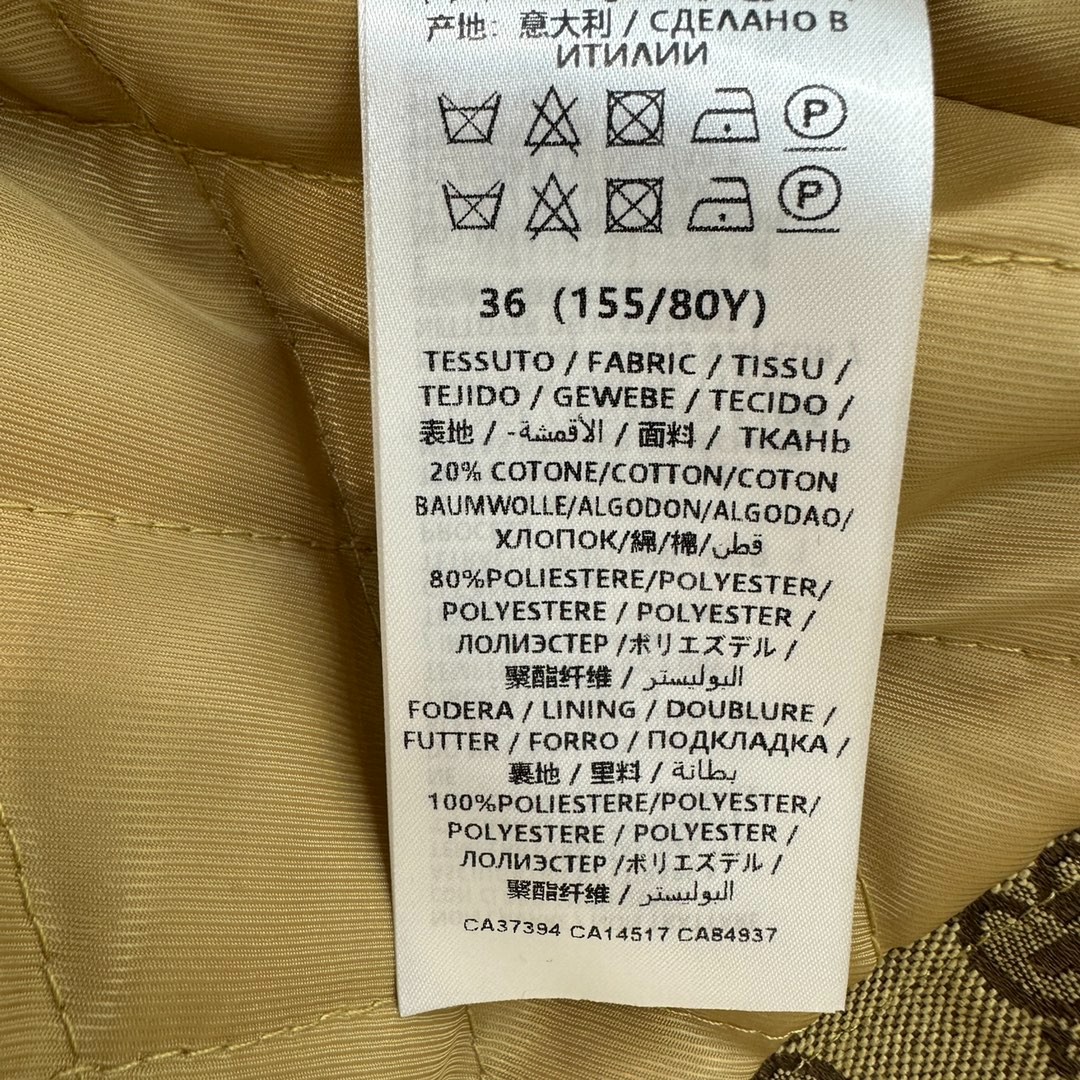 产地: 意大利 / СДЕЛАНО В
ИТИЛИИ
P
P
36 (155/80Y)
TESSUTO / FABRIC / TISSU /
TEJIDO / GEWEBE / TECIDO /
表地 / الأقمشة- / 面料 / ТКАНЬ
20% COTONE/COTTON/COTON
BAUMWOLLE/ALGODON/ALGODAO/
ХЛОПОК/綿/棉/قطن
80%POLIESTERE/POLYESTER/
POLYESTERE / POLYESTER /
ЛОЛИЭСТЕР /ポリエズデル /
聚酯纤维 / البوليستر
FODERA / LINING / DOUBLURE /
FUTTER / FORRO / ПОДКЛАДКА /
裏地 / 里料 / بطانة
100%POLIESTERE/POLYESTER/
POLYESTERE / POLYESTER /
ЛОЛИЭСТЕР /ポリエズデル /
聚酯纤维 / البوليستر
CA37394 CA14517 CA84937